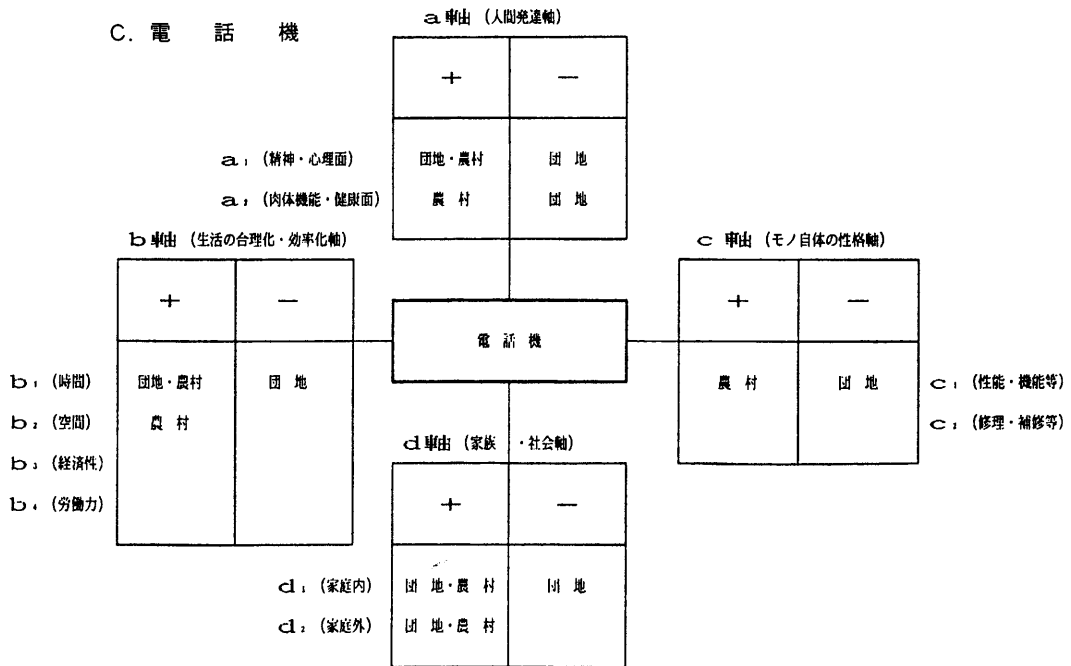 C. 電話機
a軸 (人間発達軸)
+ −
a₁ (精神・心理面) 団地・農村 団地
a₂ (肉体機能・健康面) 農村 団地
b軸 (生活の合理化・効率化軸)
+ −
b₁ (時間) 団地・農村 団地
b₂ (空間) 農村
b₃ (経済性)
b₄ (労働力)
電話機
c軸 (モノ自体の性格軸)
+ −
農村 団地 c₁ (性能・機能等)
c₂ (修理・補修等)
d軸 (家族・社会軸)
+ −
d₁ (家庭内) 団地・農村 団地
d₂ (家庭外) 団地・農村